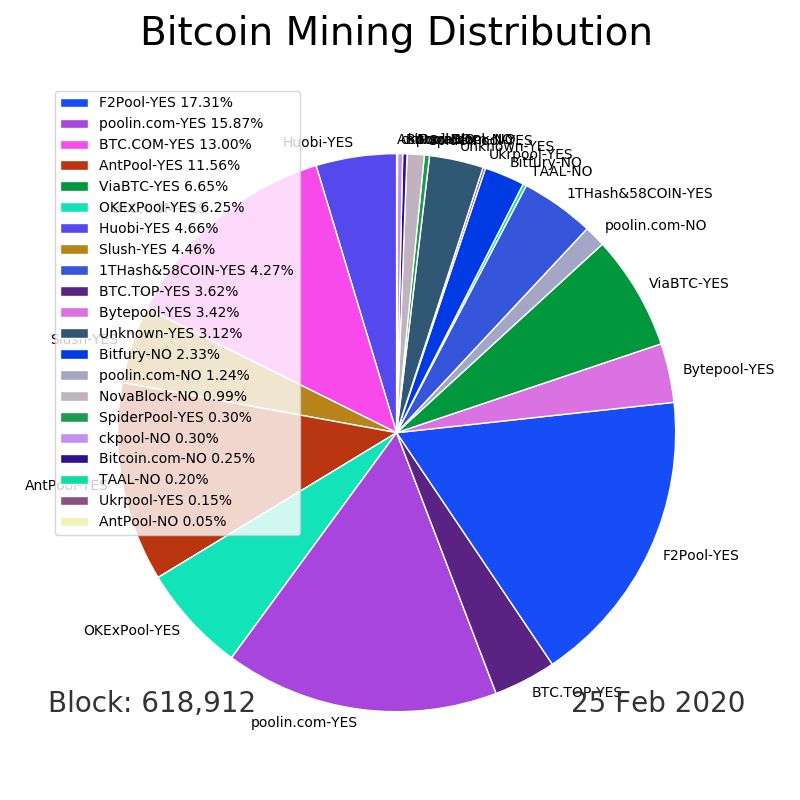 Bitcoin Mining Distribution
F2Pool-YES 17.31%
poolin.com-YES 15.87%
BTC.COM-YES 13.00%
AntPool-YES 11.56%
ViaBTC-YES 6.65%
OKExPool-YES 6.25%
Huobi-YES 4.66%
Slush-YES 4.46%
1THash&58COIN-YES 4.27%
BTC.TOP-YES 3.62%
Bytepool-YES 3.42%
Unknown-YES 3.12%
Bitfury-NO 2.33%
poolin.com-NO 1.24%
NovaBlock-NO 0.99%
SpiderPool-YES 0.30%
ckpool-NO 0.30%
Bitcoin.com-NO 0.25%
TAAL-NO 0.20%
Ukrpool-YES 0.15%
AntPool-NO 0.05%
Huobi-YES
Unknown-YES
Ukrpool-YES
Bitfury-NO
TAAL-NO
1THash&58COIN-YES
poolin.com-NO
ViaBTC-YES
Slush-YES
Bytepool-YES
AntPool-YES
F2Pool-YES
OKExPool-YES
BTC.TOP-YES
poolin.com-YES
Block: 618,912
25 Feb 2020